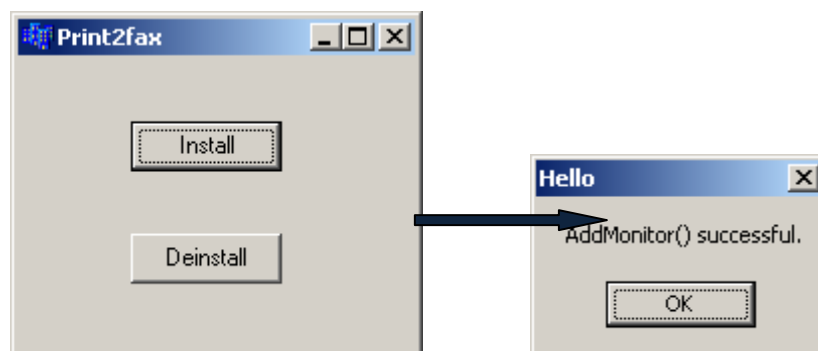 Print2fax
Install
Deinstall
Hello
AddMonitor() successful.
OK